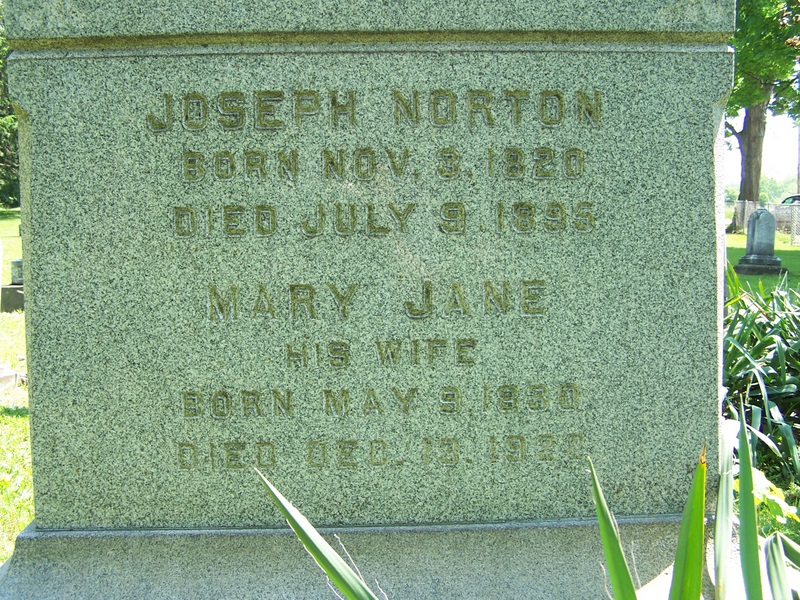 JOSEPH NORTON
BORN NOV. 3. 1820
DIED JULY 9. 1895
MARY JANE
HIS WIFE
BORN MAY 9
DIED DEC. 13.